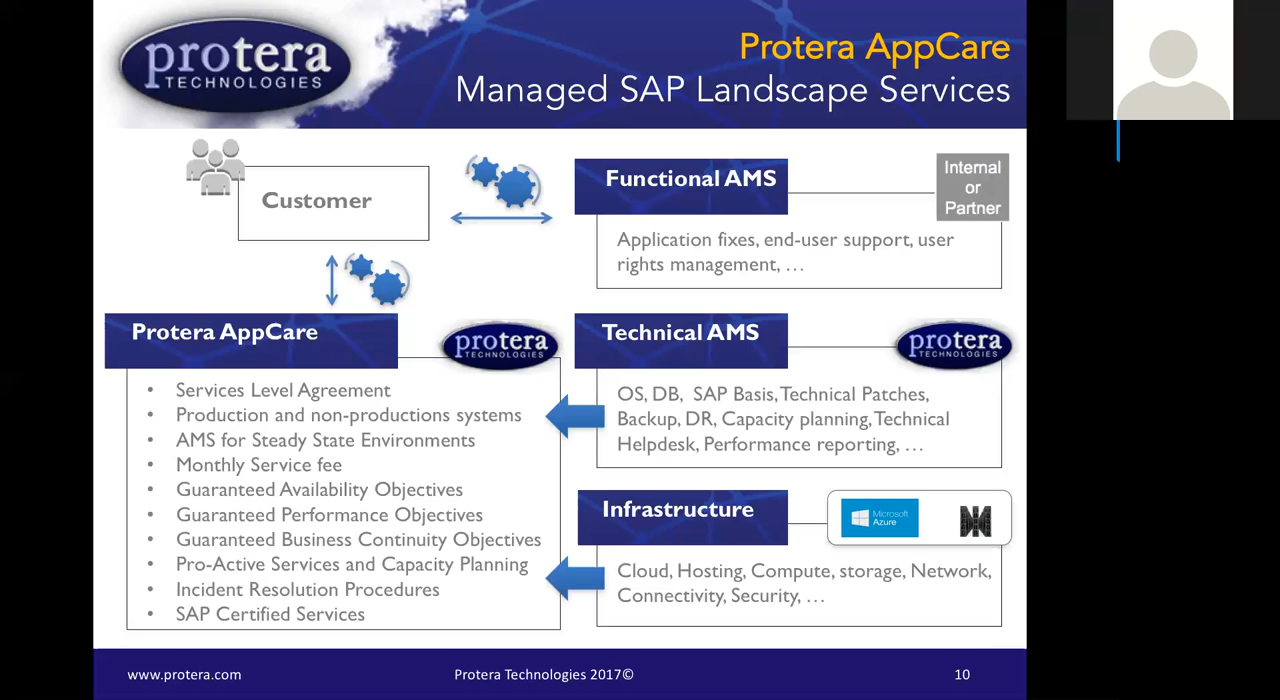 protera
TECHNOLOGIES
Protera AppCare
Managed SAP Landscape Services
Customer
Functional AMS
Internal
or
Partner
Application fixes, end-user support, user
rights management, …
Protera AppCare
protera
TECHNOLOGIES
• Services Level Agreement
• Production and non-productions systems
• AMS for Steady State Environments
• Monthly Service fee
• Guaranteed Availability Objectives
• Guaranteed Performance Objectives
• Guaranteed Business Continuity Objectives
• Pro-Active Services and Capacity Planning
• Incident Resolution Procedures
• SAP Certified Services
Technical AMS
protera
TECHNOLOGIES
OS, DB, SAP Basis, Technical Patches,
Backup, DR, Capacity planning, Technical
Helpdesk, Performance reporting, …
Infrastructure
Microsoft
Azure
Cloud, Hosting, Compute, storage, Network,
Connectivity, Security, …
www.protera.com
Protera Technologies 2017©
10